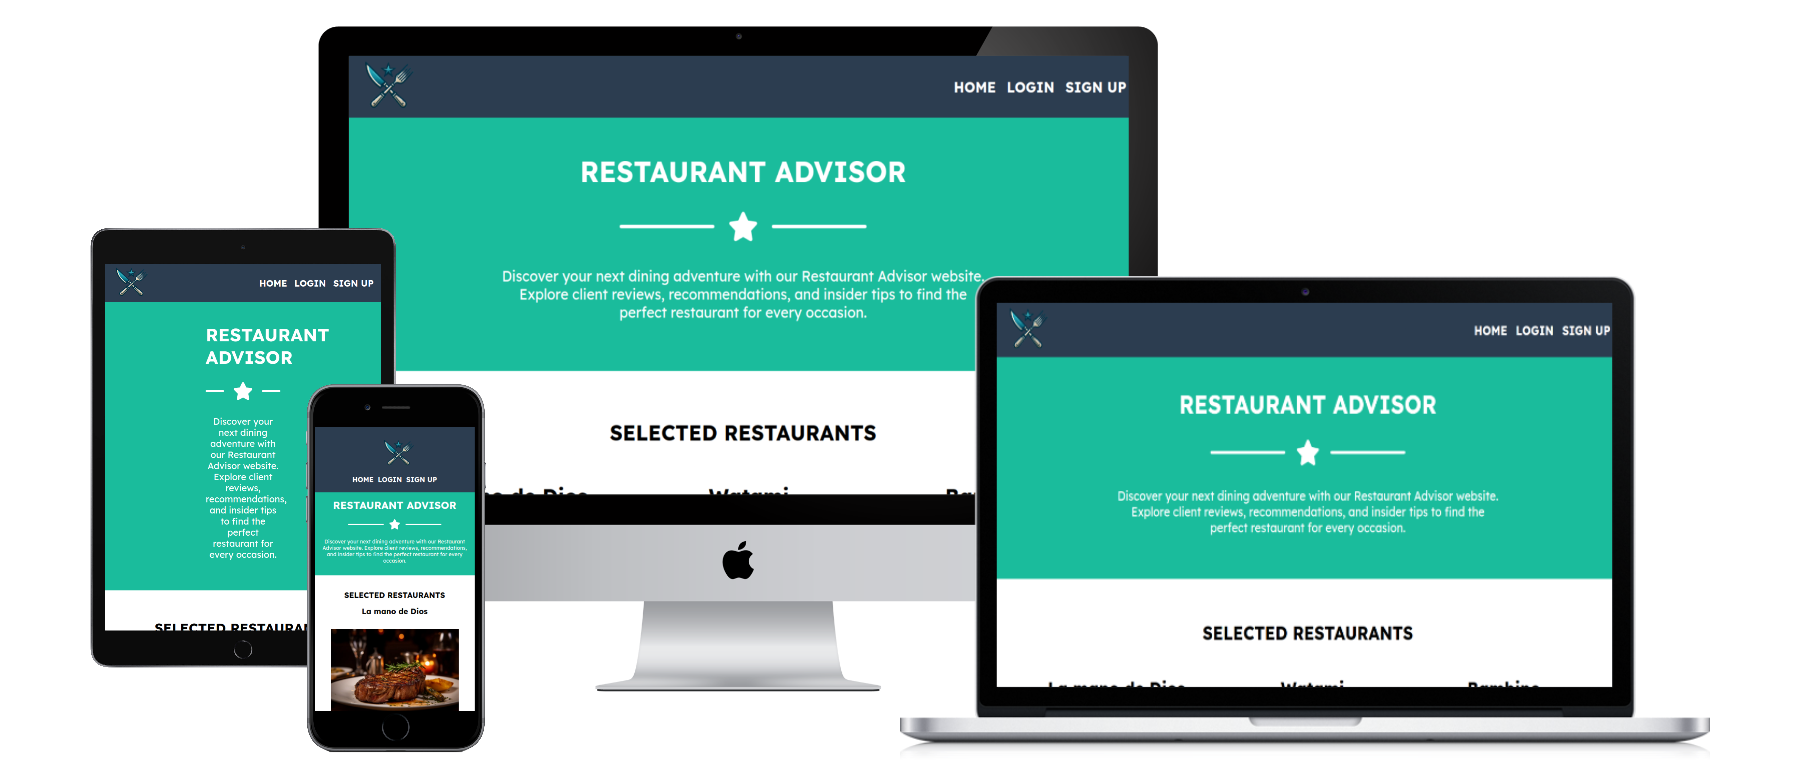 HOME LOGIN SIGN UP
RESTAURANT ADVISOR
Discover your next dining adventure with our Restaurant Advisor website.
Explore client reviews, recommendations, and insider tips to find the
perfect restaurant for every occasion.
SELECTED RESTAURANTS
de Dios
Watami
HOME LOGIN SIGN UP
RESTAURANT
ADVISOR
Discover your
next dining
adventure with
our Restaurant
Advisor website.
Explore client
reviews,
recommendations,
and insider tips
to find the
perfect
restaurant for
every occasion.
SELECTED RESTAURAN
HOME LOGIN SIGN UP
RESTAURANT ADVISOR
Discover your next dining adventure with our Restaurant
Advisor website. Explore client reviews, recommendations,
and insider tips to find the perfect restaurant for every
occasion.
SELECTED RESTAURANTS
La mano de Dios
HOME LOGIN SIGN UP
RESTAURANT ADVISOR
Discover your next dining adventure with our Restaurant Advisor website.
Explore client reviews, recommendations, and insider tips to find the
perfect restaurant for every occasion.
SELECTED RESTAURANTS
La mano de Dios Watami Bambino